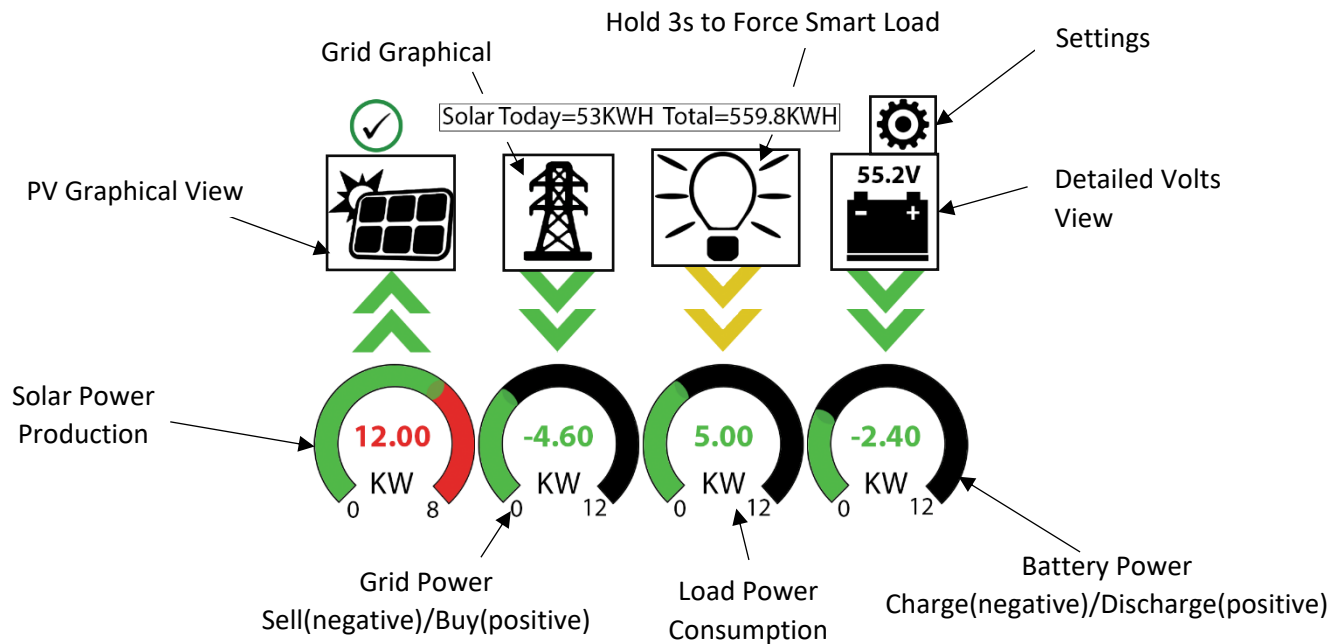 Hold 3s to Force Smart Load
Grid Graphical
Settings
Solar Today=53KWH Total=559.8KWH
PV Graphical View
55.2V
- +
Detailed Volts
View
Solar Power
Production
12.00
KW
0 8
-4.60
KW
0 12
5.00
KW
0 12
-2.40
KW
0 12
Grid Power
Sell(negative)/Buy(positive)
Load Power
Consumption
Battery Power
Charge(negative)/Discharge(positive)